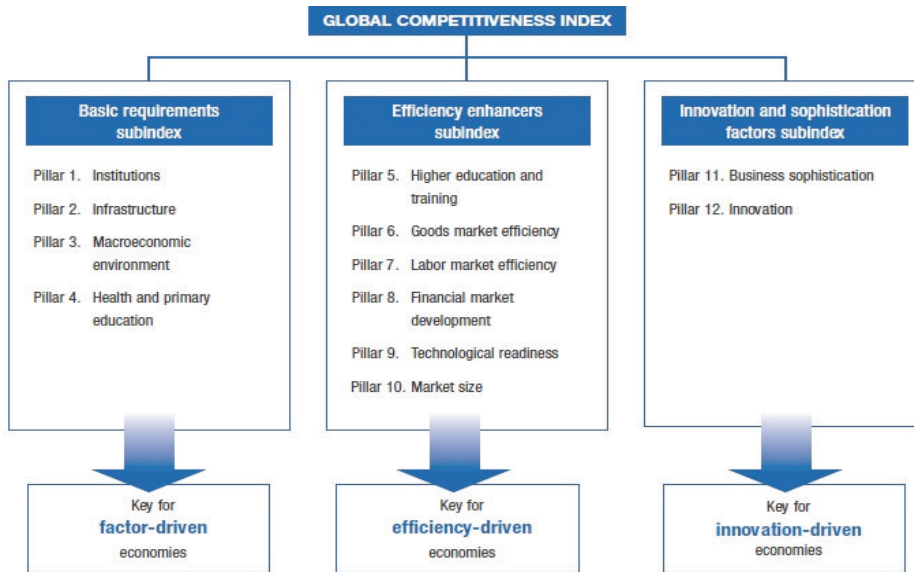 GLOBAL COMPETITIVENESS INDEX
Basic requirements
subindex
Pillar 1. Institutions
Pillar 2. Infrastructure
Pillar 3. Macroeconomic
environment
Pillar 4. Health and primary
education
Key for
factor-driven
economies
Efficiency enhancers
subindex
Pillar 5. Higher education and
training
Pillar 6. Goods market efficiency
Pillar 7. Labor market efficiency
Pillar 8. Financial market
development
Pillar 9. Technological readiness
Pillar 10. Market size
Key for
efficiency-driven
economies
Innovation and sophistication
factors subindex
Pillar 11. Business sophistication
Pillar 12. Innovation
Key for
innovation-driven
economies